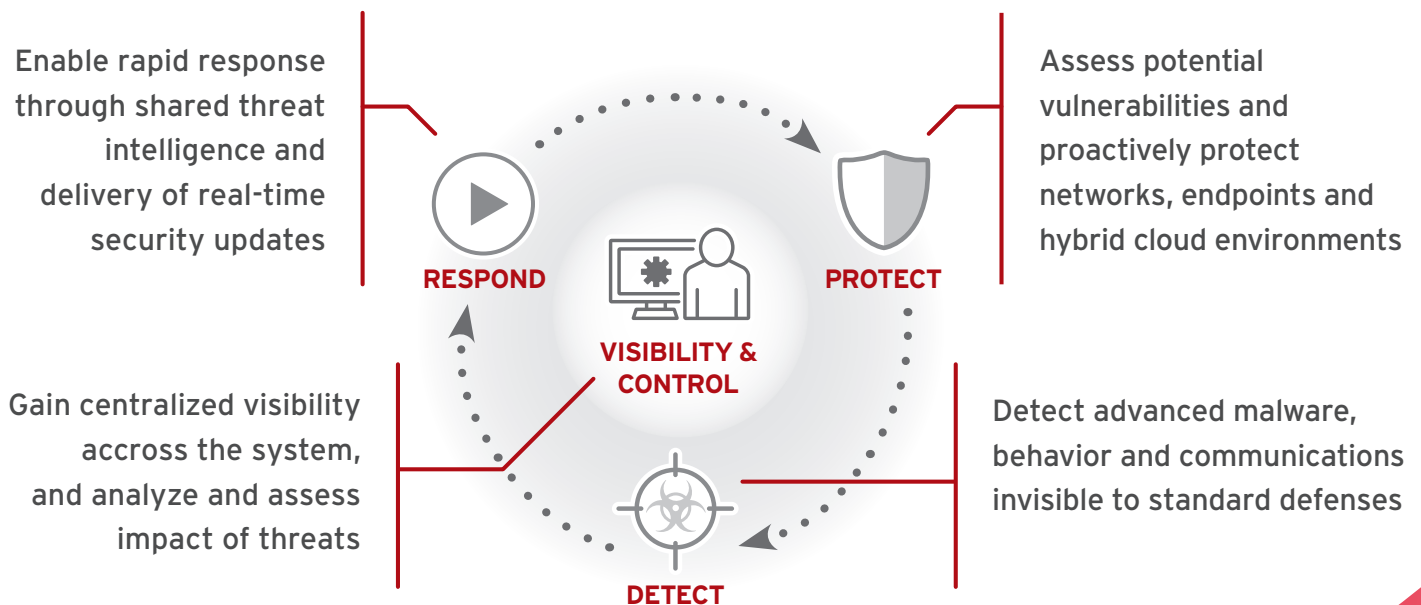 Enable rapid response
through shared threat
intelligence and
delivery of real-time
security updates
RESPOND
Assess potential
vulnerabilities and
proactively protect
networks, endpoints and
hybrid cloud environments
PROTECT
VISIBILITY &
CONTROL
Gain centralized visibility
accross the system,
and analyze and assess
impact of threats
Detect advanced malware,
behavior and communications
invisible to standard defenses
DETECT